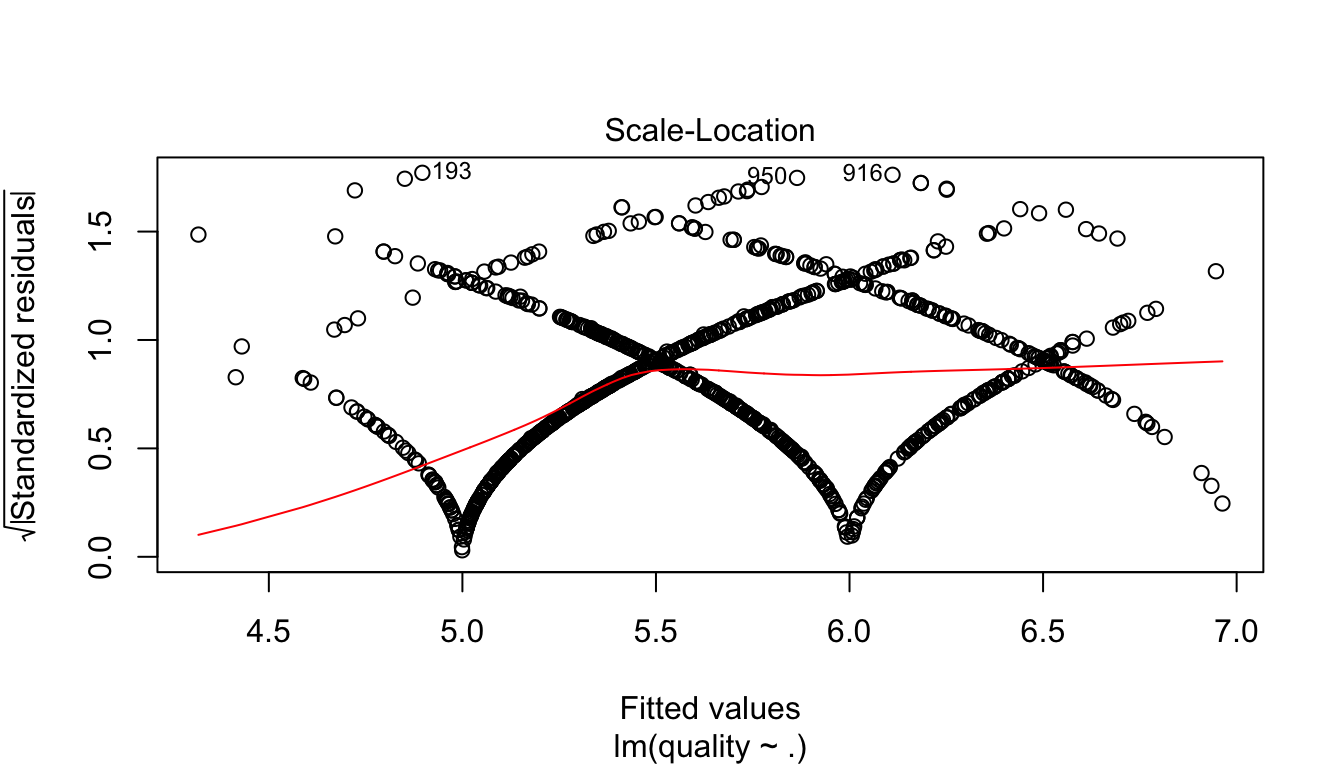 Scale-Location
√|Standardized residuals|
193
950
916
1.5
1.0
0.5
0.0
4.5 5.0 5.5 6.0 6.5 7.0
Fitted values
lm(quality ~ .)